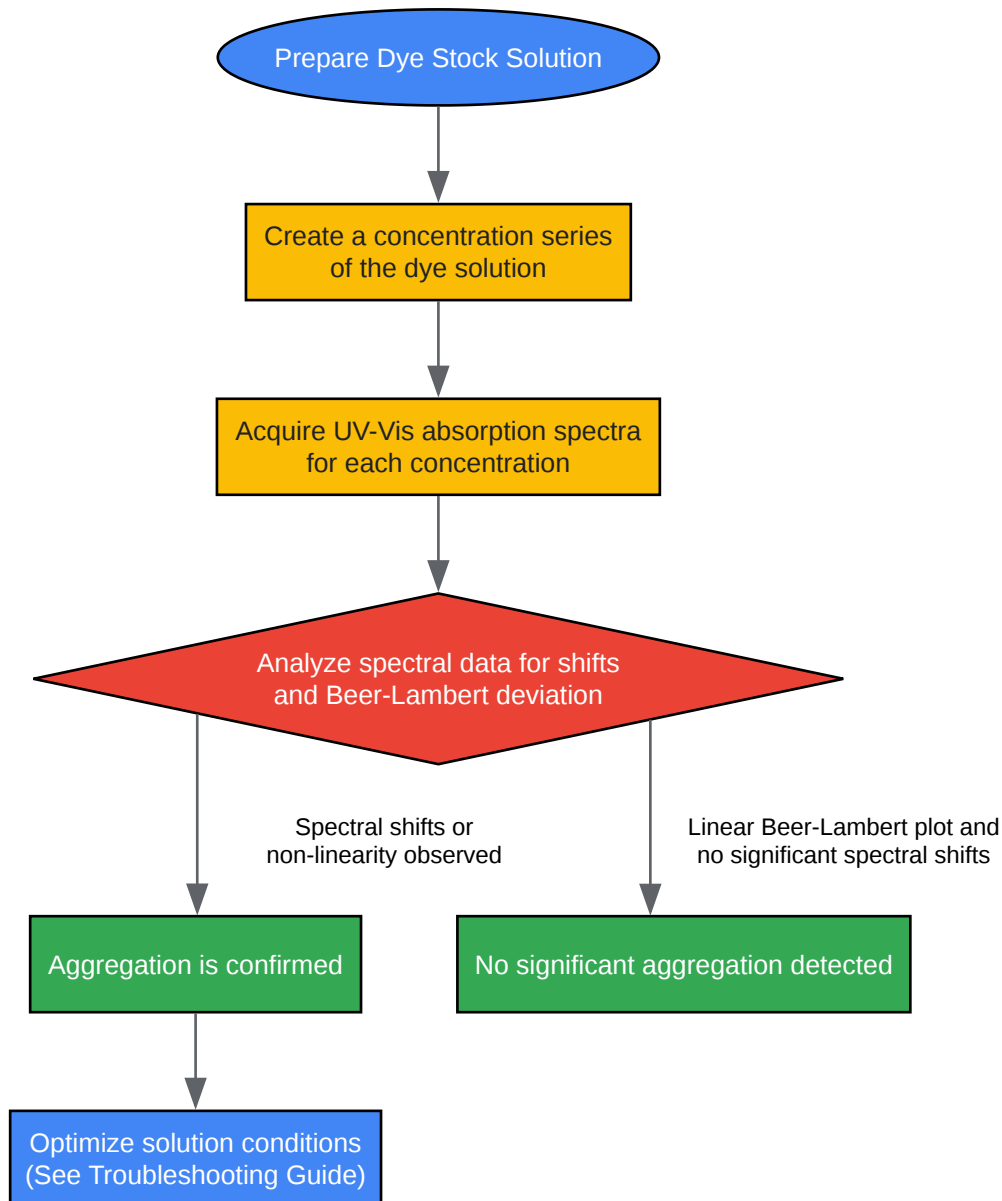 Prepare Dye Stock Solution
Create a concentration series
of the dye solution
Acquire UV-Vis absorption spectra
for each concentration
Analyze spectral data for shifts
and Beer-Lambert deviation
Spectral shifts or
non-linearity observed
Linear Beer-Lambert plot and
no significant spectral shifts
Aggregation is confirmed
No significant aggregation detected
Optimize solution conditions
(See Troubleshooting Guide)